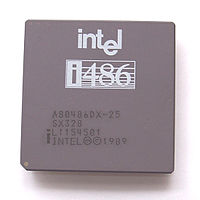 intel
i486
A80486DX-25
SX328
L1154501
INTEL ©1989